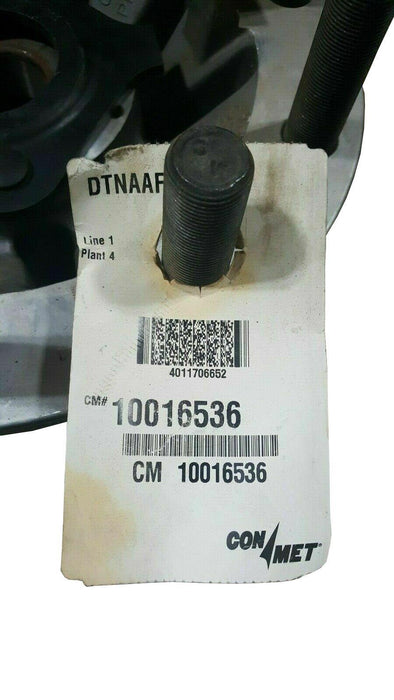 DTNAAF
Line 1
Plant 4
4011706652
CM# 10016536
CM 10016536
CON MET®